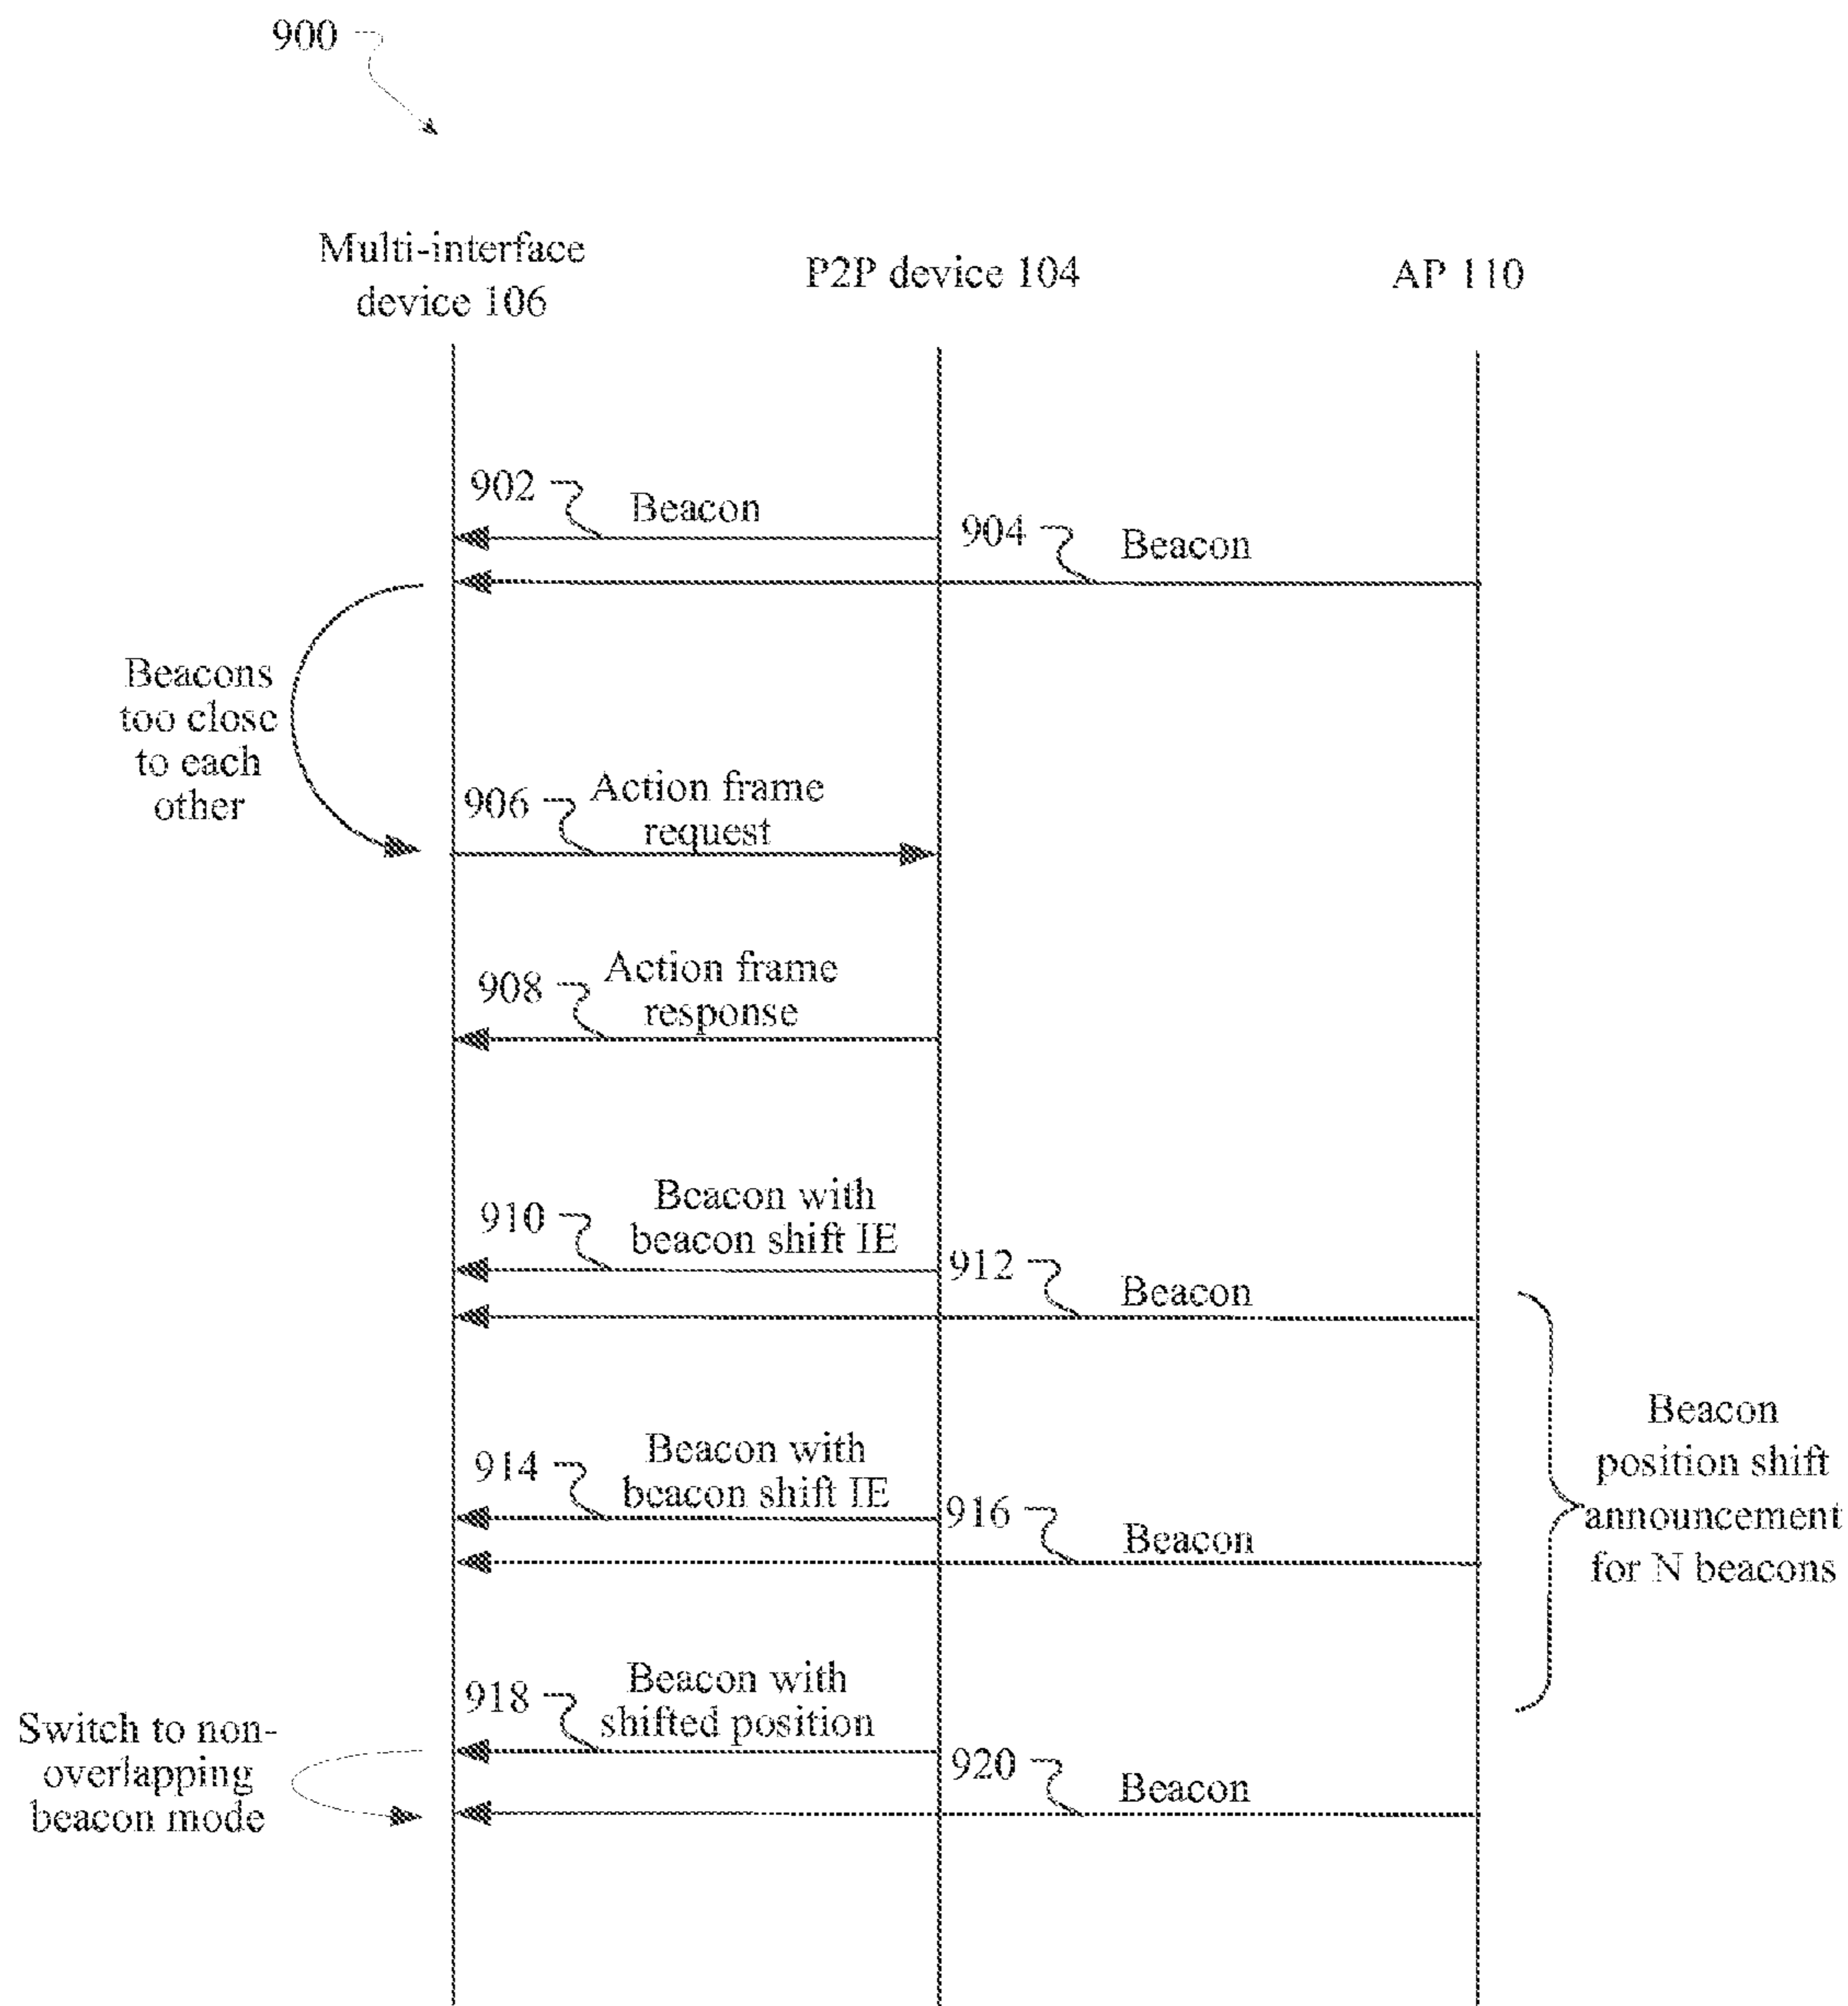 900
Multi-interface
device 106
P2P device 104
AP 110
902
Beacon
904
Beacon
Beacons
too close
to each
other
906
Action frame
request
908
Action frame
response
910
Beacon with
beacon shift IE
912
Beacon
Beacon
position shift
announcement
for N beacons
914
Beacon with
beacon shift IE
916
Beacon
918
Beacon with
shifted position
Switch to non-
overlapping
beacon mode
920
Beacon